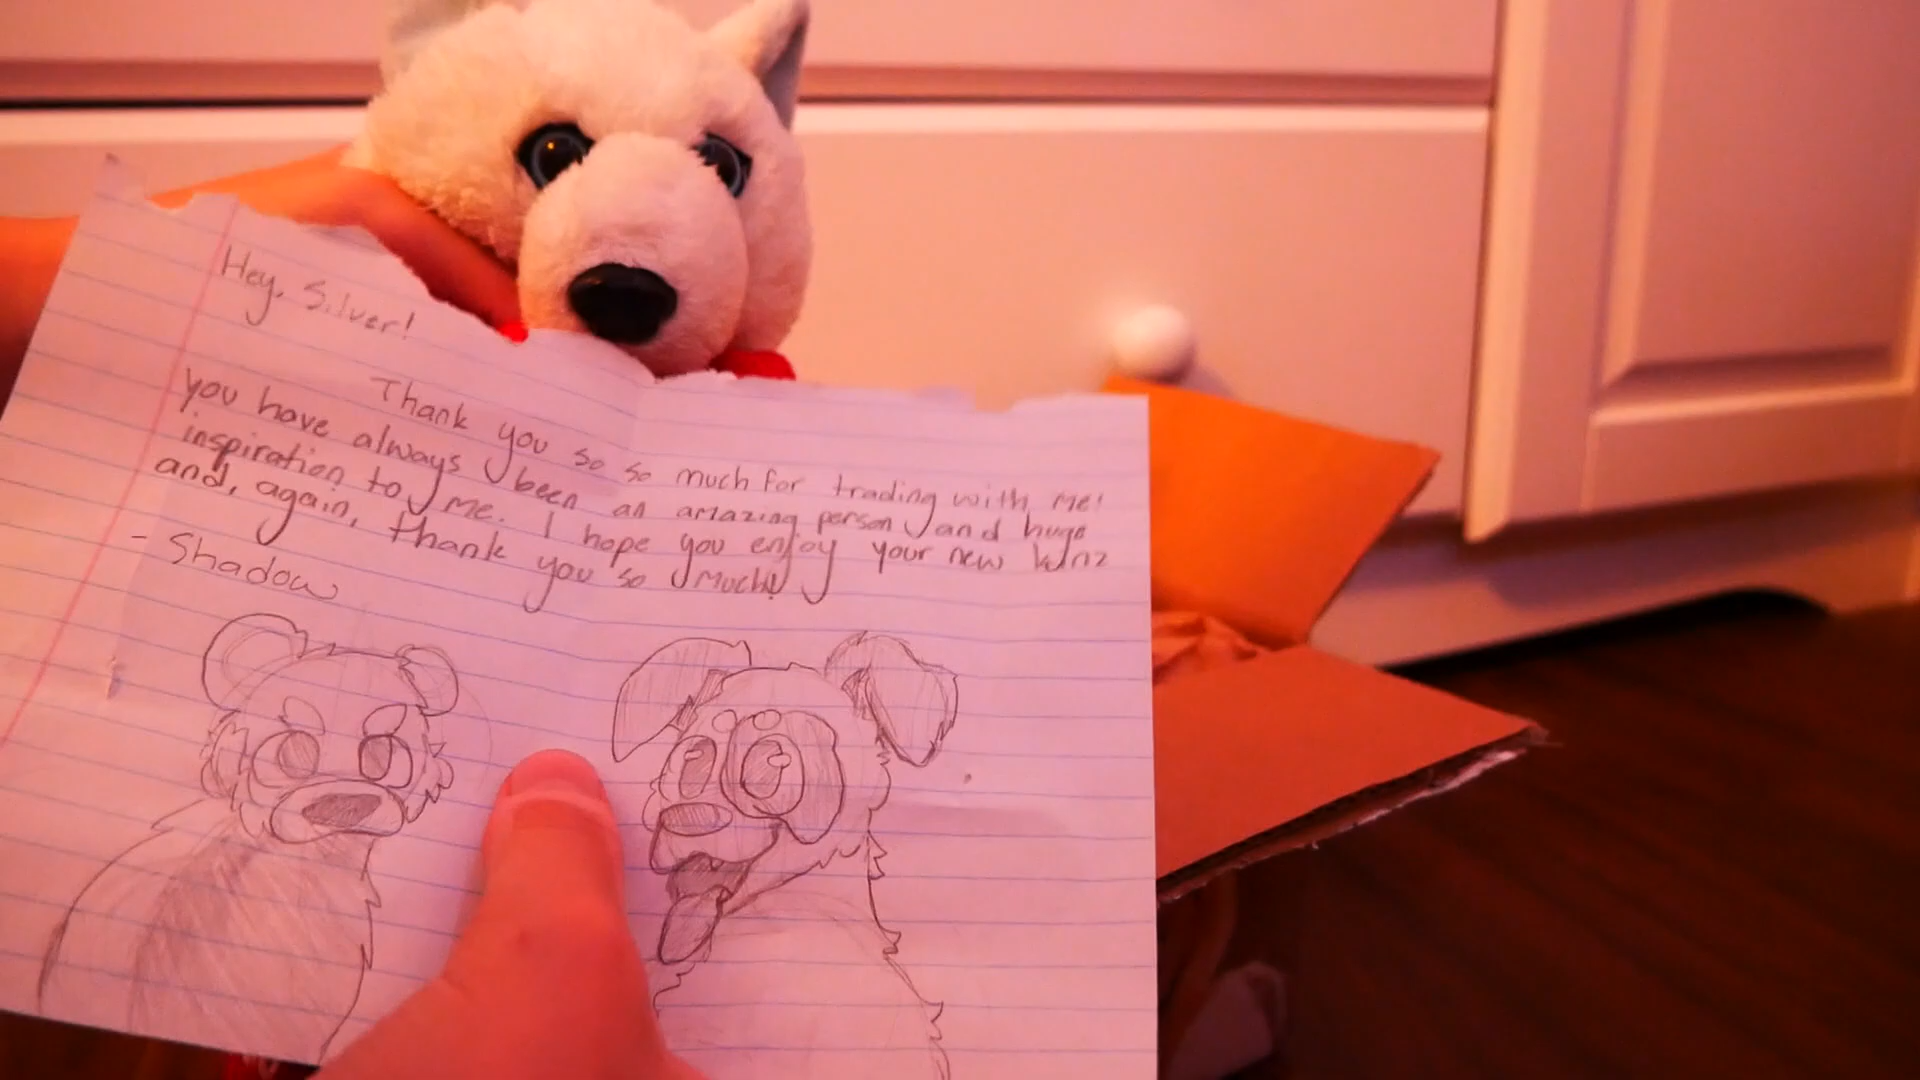 Hey, Silver!
Thank you so so much for trading with me!
you have always been an amazing person and huge
inspiration to me. I hope you enjoy your new kinz
and, again, thank you so much!
- Shadow